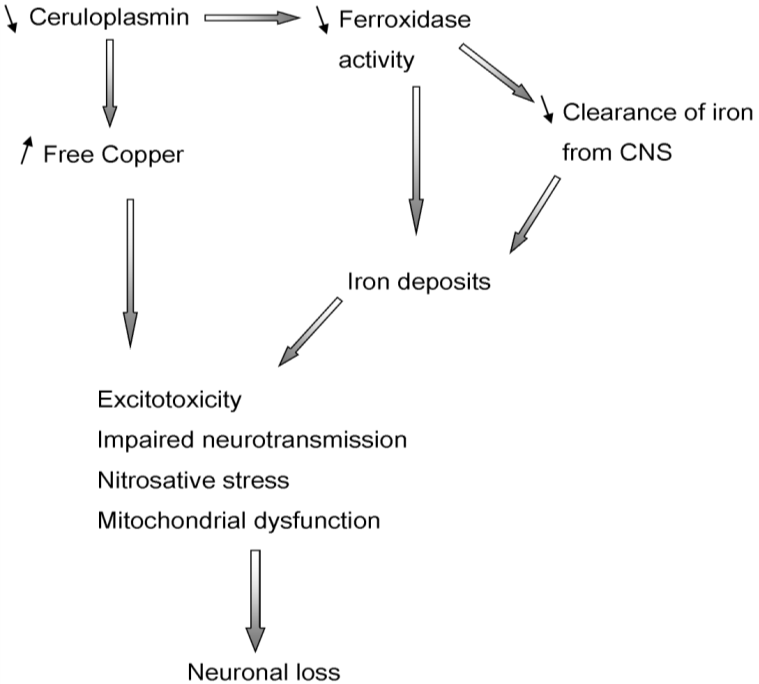 Ceruloplasmin
Ferroxidase
activity
Clearance of iron
from CNS
Free Copper
Iron deposits
Excitotoxicity
Impaired neurotransmission
Nitrosative stress
Mitochondrial dysfunction
Neuronal loss